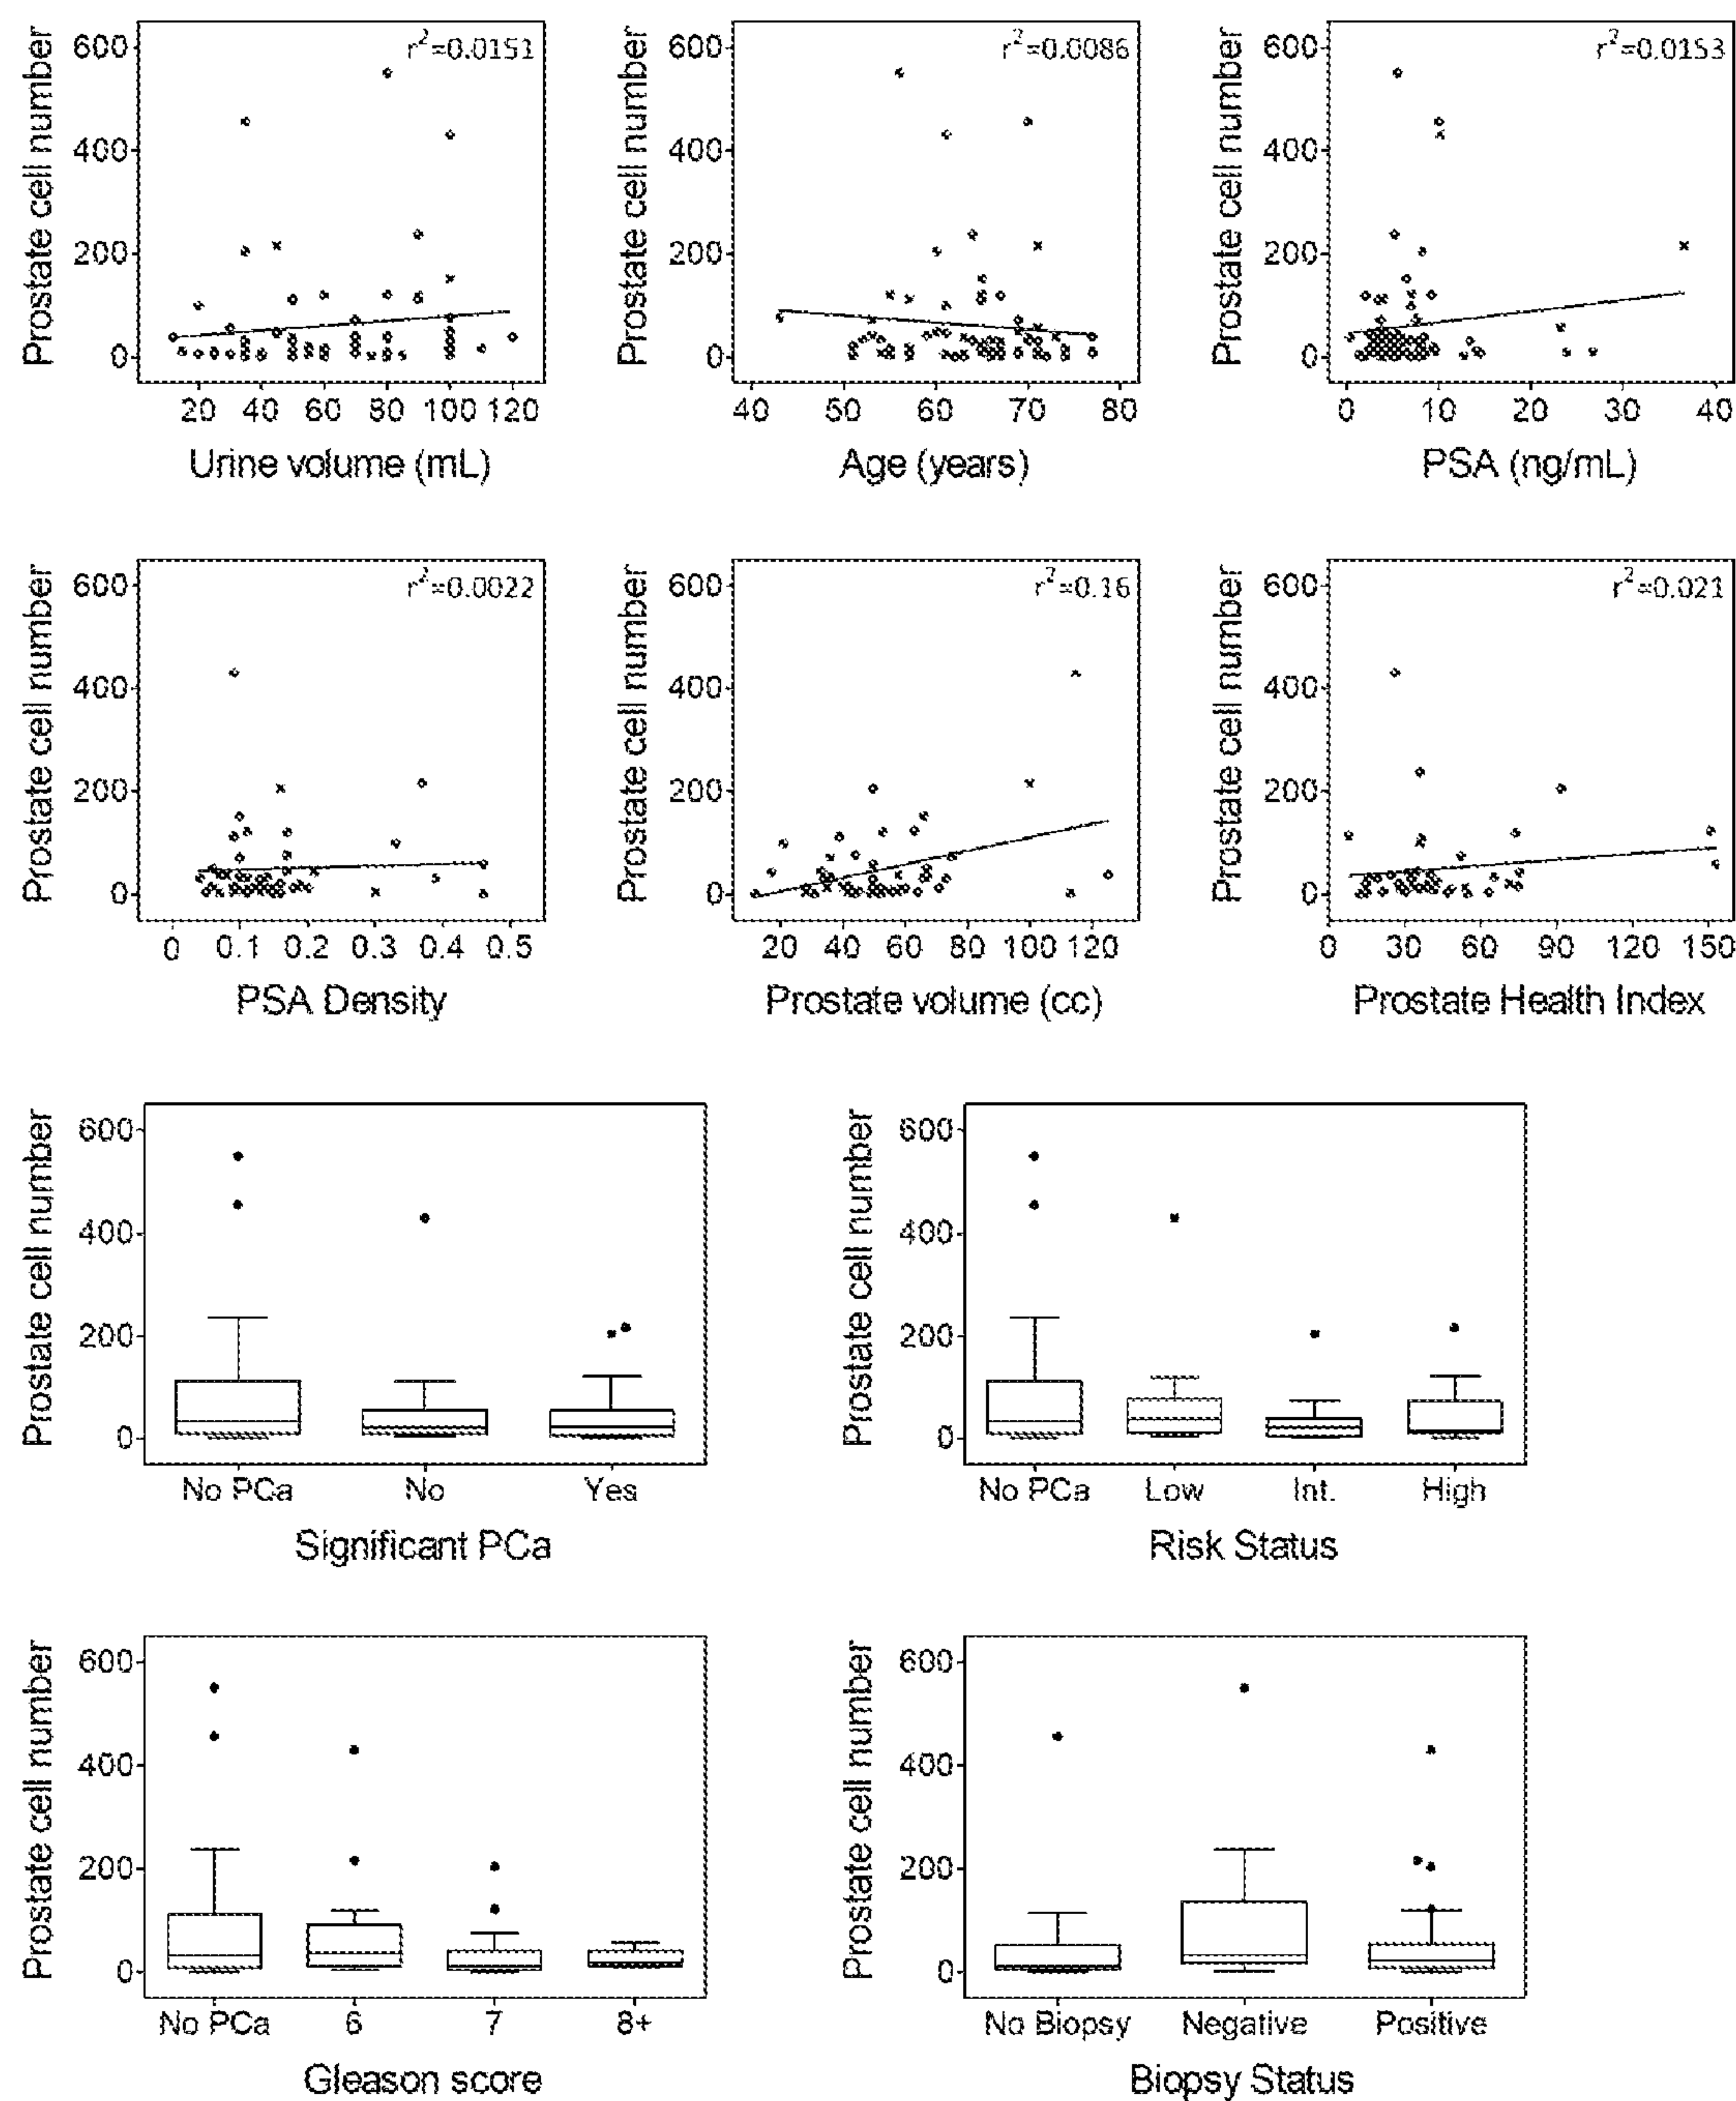 Prostate cell number
600
400
200
0
r²=0.0151
20 40 60 80 100 120
Urine volume (mL)
Prostate cell number
600
400
200
0
r²=0.0086
40 50 60 70 80
Age (years)
Prostate cell number
600
400
200
0
r²=0.0153
0 10 20 30 40
PSA (ng/mL)
Prostate cell number
600
400
200
0
r²=0.0022
0 0.1 0.2 0.3 0.4 0.5
PSA Density
Prostate cell number
600
400
200
0
r²=0.16
20 40 60 80 100 120
Prostate volume (cc)
Prostate cell number
600
400
200
0
r²=0.021
0 30 60 90 120 150
Prostate Health Index
Prostate cell number
600
400
200
0
No PCa No Yes
Significant PCa
Prostate cell number
600
400
200
0
No PCa Low Int. High
Risk Status
Prostate cell number
600
400
200
0
No PCa 6 7 8+
Gleason score
Prostate cell number
600
400
200
0
No Biopsy Negative Positive
Biopsy Status